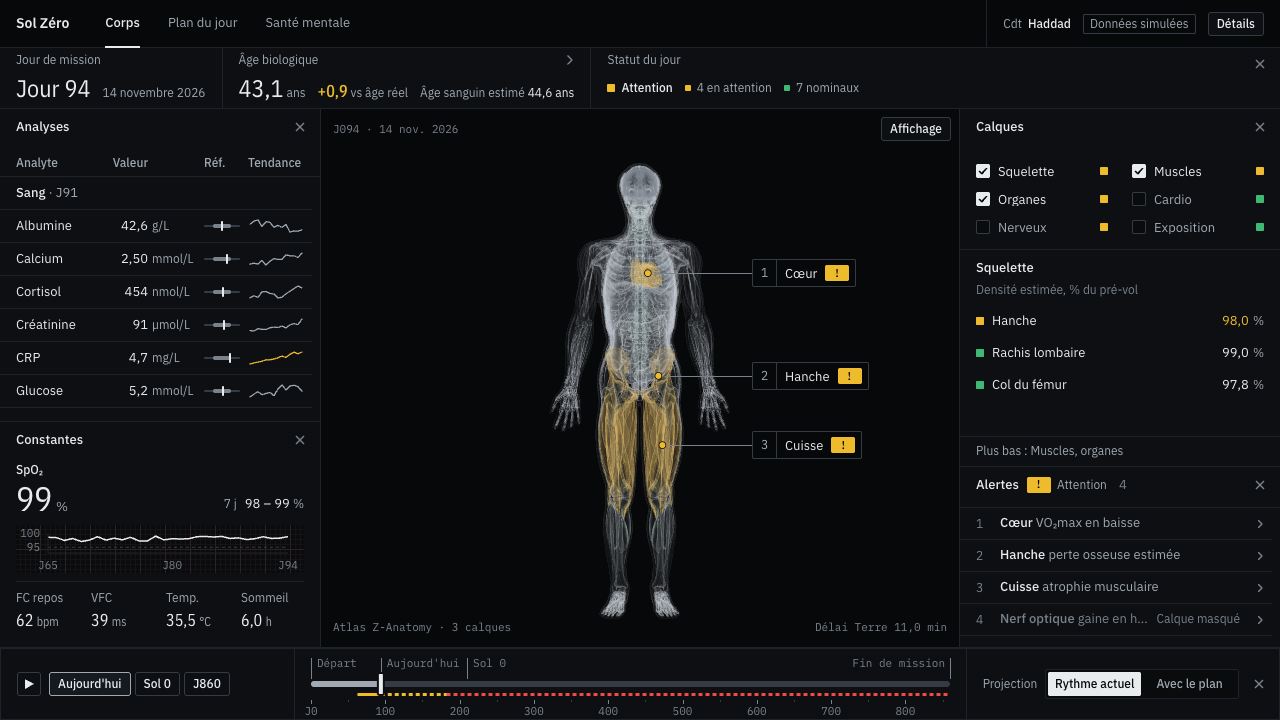 Sol Zéro Corps Plan du jour Santé mentale Cdt Haddad Données simulées Détails
Jour de mission
Jour 94 14 novembre 2026
Âge biologique
43,1 ans +0,9 vs âge réel Âge sanguin estimé 44,6 ans
Statut du jour
Attention 4 en attention 7 nominaux
Analyses
Analyte Valeur Réf. Tendance
Sang · J91
Albumine 42,6 g/L
Calcium 2,50 mmol/L
Cortisol 454 nmol/L
Créatinine 91 µmol/L
CRP 4,7 mg/L
Glucose 5,2 mmol/L
Constantes
SpO₂
99 % 7 j 98 – 99 %
100
95
J65 J80 J94
FC repos VFC Temp. Sommeil
62 bpm 39 ms 35,5 °C 6,0 h
J094 · 14 nov. 2026 Affichage
1 Cœur !
2 Hanche !
3 Cuisse !
Atlas Z-Anatomy · 3 calques Délai Terre 11,0 min
Calques
Squelette Muscles
Organes Cardio
Nerveux Exposition
Squelette
Densité estimée, % du pré-vol
Hanche 98,0 %
Rachis lombaire 99,0 %
Col du fémur 97,8 %
Plus bas : Muscles, organes
Alertes ! Attention 4
1 Cœur VO₂max en baisse
2 Hanche perte osseuse estimée
3 Cuisse atrophie musculaire
4 Nerf optique gaine en h... Calque masqué
Aujourd'hui Sol 0 J860
Départ Aujourd'hui Sol 0 Fin de mission
J0 100 200 300 400 500 600 700 800
Projection Rythme actuel Avec le plan